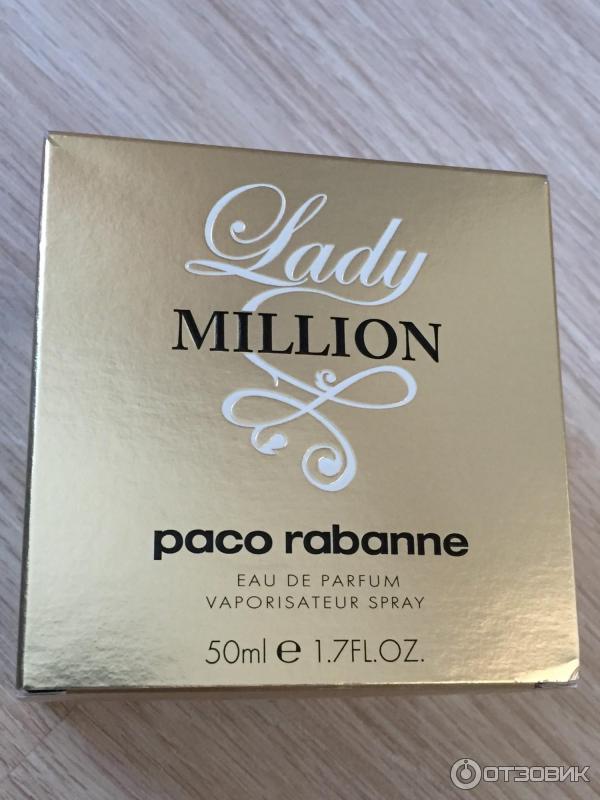 Lady
MILLION
paco rabanne
EAU DE PARFUM
VAPORISATEUR SPRAY
50ml e 1.7FL.OZ.
ОТЗОВИК